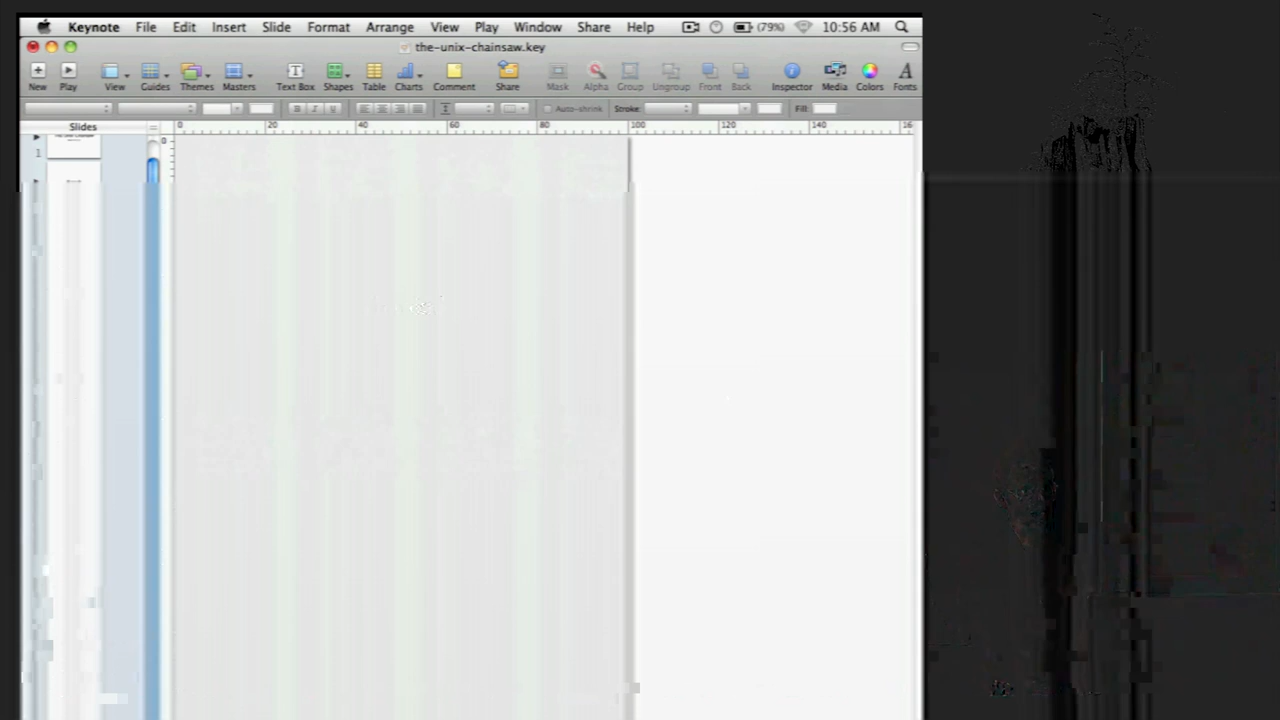 Keynote File Edit Insert Slide Format Arrange View Play Window Share Help (79%) 10:56 AM
the-unix-chainsaw.key
New Play View Guides Themes Masters Text Box Shapes Table Charts Comment Share Mask Alpha Group Ungroup Front Back Inspector Media Colors Fonts
B I U Auto-shrink Stroke: Fill:
Slides 0 20 40 60 80 100 120 140 16
0
1